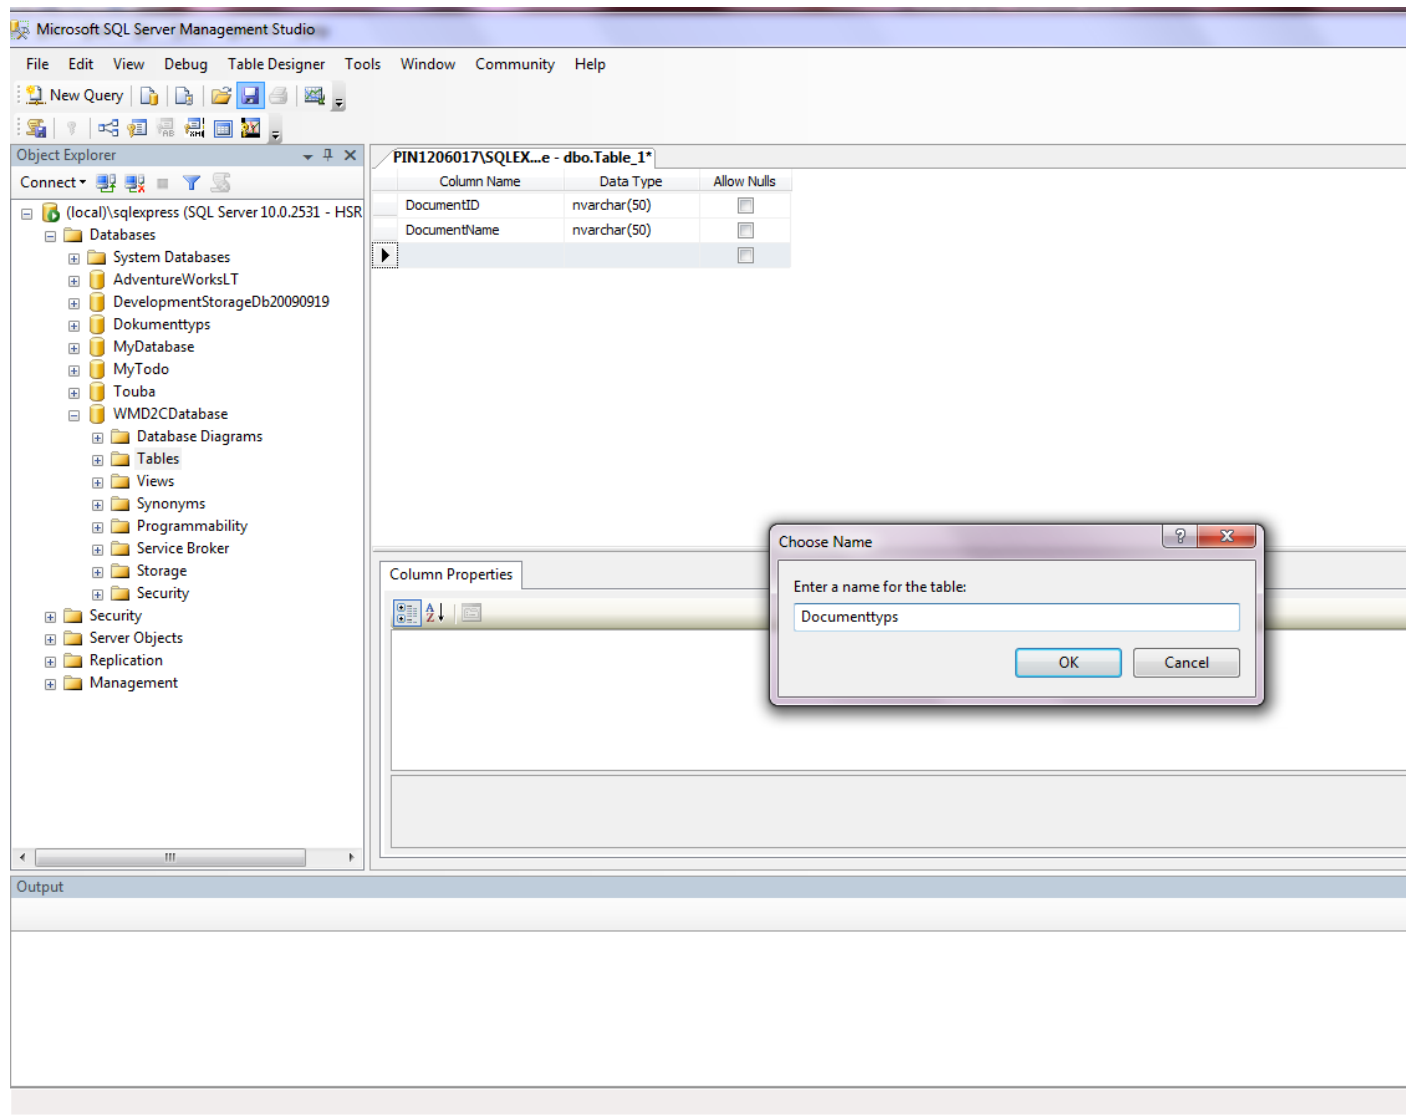 Microsoft SQL Server Management Studio
File Edit View Debug Table Designer Tools Window Community Help
New Query
Object Explorer
Connect
(local)\sqlexpress (SQL Server 10.0.2531 - HSR
Databases
System Databases
AdventureWorksLT
DevelopmentStorageDb20090919
Dokumenttyps
MyDatabase
MyTodo
Touba
WMD2CDatabase
Database Diagrams
Tables
Views
Synonyms
Programmability
Service Broker
Storage
Security
Security
Server Objects
Replication
Management
PIN1206017\SQLEX...e - dbo.Table_1*
Column Name Data Type Allow Nulls
DocumentID nvarchar(50)
DocumentName nvarchar(50)
Column Properties
Choose Name
Enter a name for the table:
Documenttyps
OK Cancel
Output